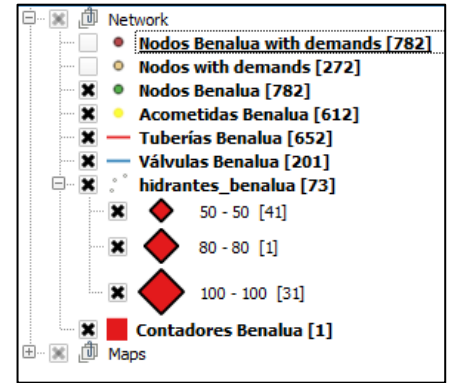 Network
Nodos Benalua with demands [782]
Nodos with demands [272]
Nodos Benalua [782]
Acometidas Benalua [612]
Tuberías Benalua [652]
Válvulas Benalua [201]
hidrantes_benalua [73]
50 - 50 [41]
80 - 80 [1]
100 - 100 [31]
Contadores Benalua [1]
Maps